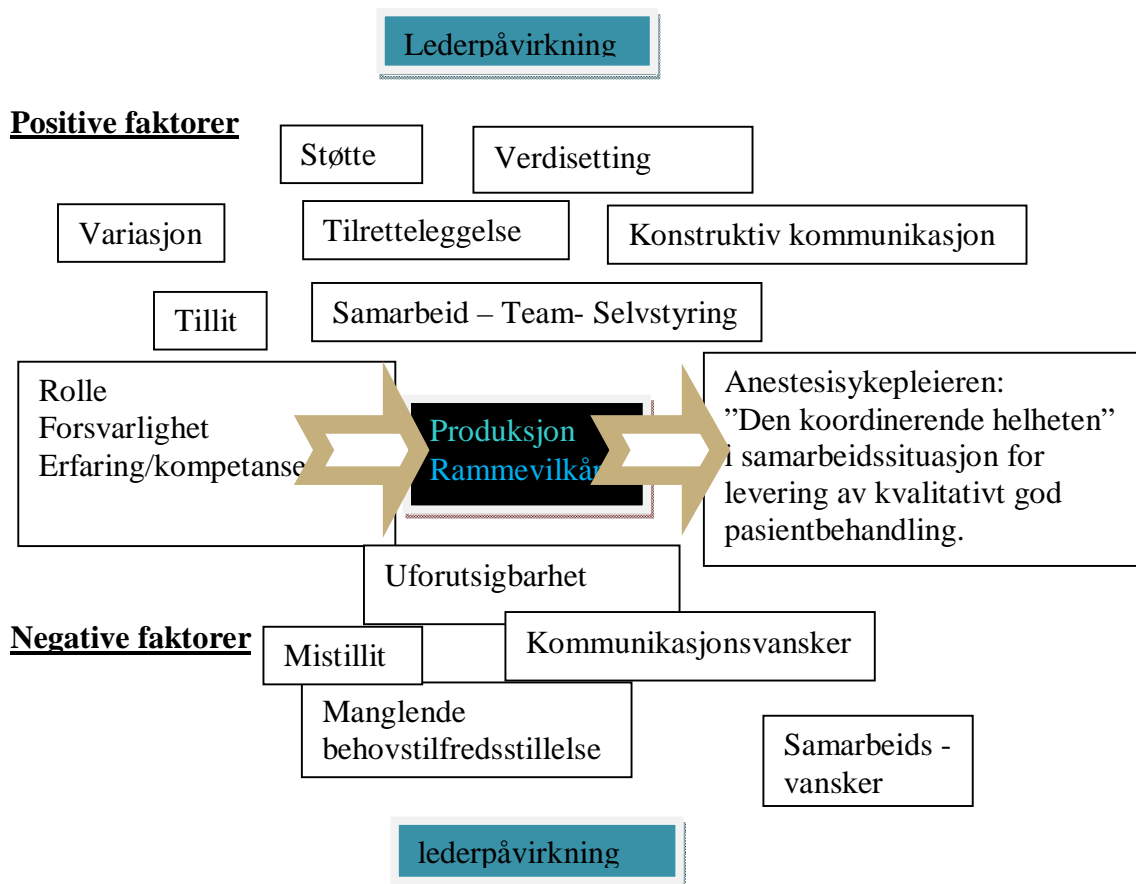 Lederpåvirkning
Positive faktorer
Støtte
Verdisetting
Variasjon
Tilretteleggelse
Konstruktiv kommunikasjon
Tillit
Samarbeid – Team- Selvstyring
Rolle
Forsvarlighet
Erfaring/kompetanse
Produksjon
Rammevilkår
Anestesisykepleieren:
”Den koordinerende helheten”
i samarbeidssituasjon for
levering av kvalitativt god
pasientbehandling.
Uforutsigbarhet
Negative faktorer
Mistillit
Kommunikasjonsvansker
Manglende
behovstilfredsstillelse
Samarbeids -
vansker
lederpåvirkning